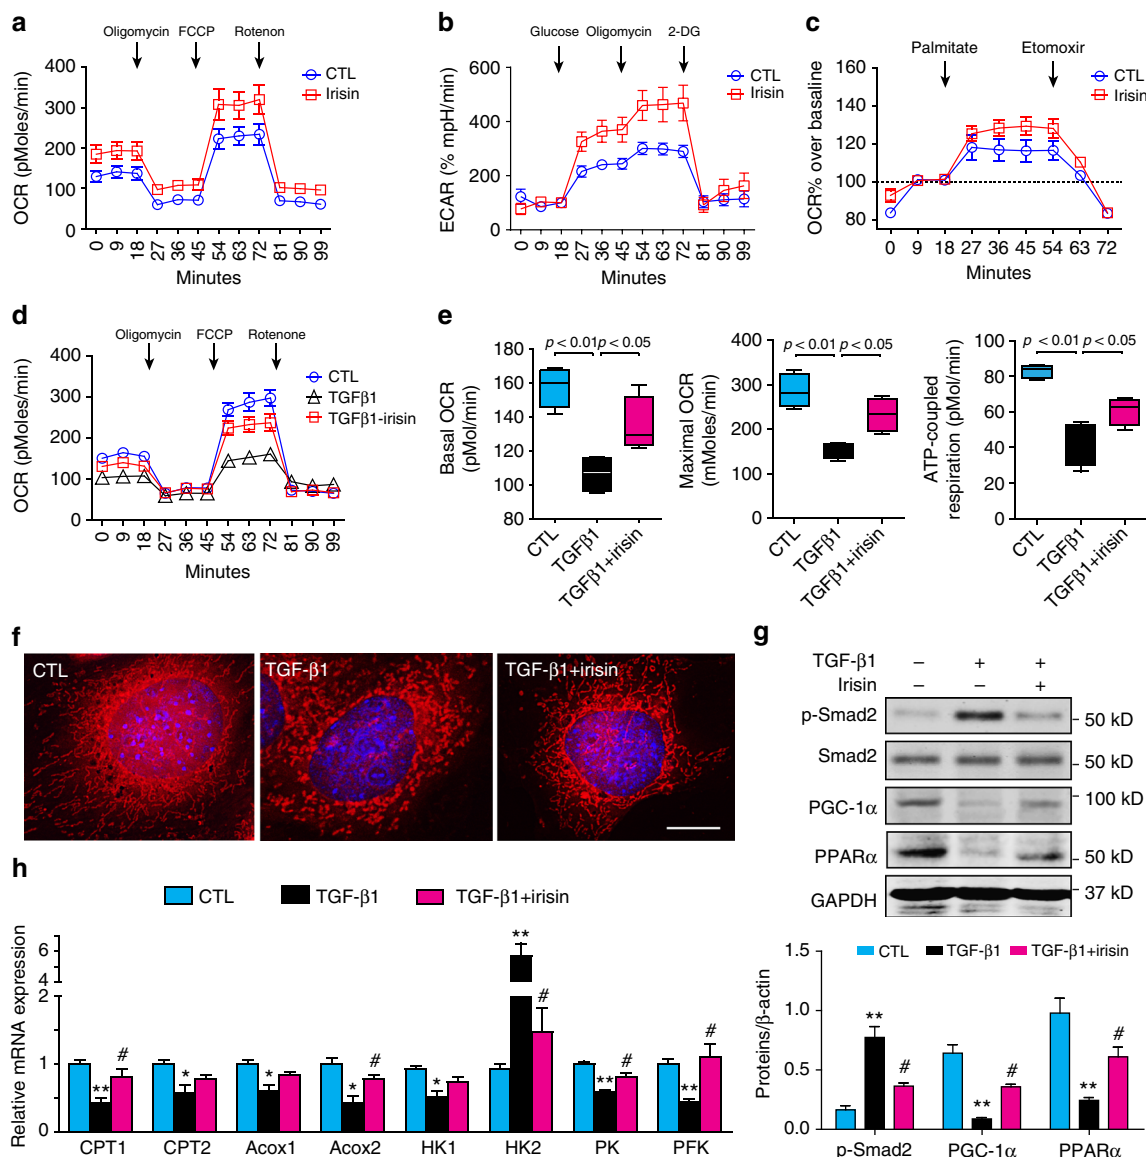 a
Oligomycin FCCP Rotenon
CTL
Irisin
OCR (pMoles/min)
400
300
200
100
0
0 9 18 27 36 45 54 63 72 81 90 99
Minutes
b
Glucose Oligomycin 2-DG
CTL
Irisin
ECAR (% mpH/min)
600
400
200
0
0 9 18 27 36 45 54 63 72 81 90 99
Minutes
c
Palmitate Etomoxir
CTL
Irisin
OCR% over basaline
160
140
120
100
80
0 9 18 27 36 45 54 63 72
Minutes
d
Oligomycin FCCP Rotenone
CTL
TGFβ1
TGFβ1-irisin
OCR (pMoles/min)
400
300
200
100
0
0 9 18 27 36 45 54 63 72 81 90 99
Minutes
e
p < 0.01 p < 0.05
Basal OCR
(pMol/min)
180
160
140
120
100
80
CTL
TGFβ1
TGFβ1+irisin
p < 0.01 p < 0.05
Maximal OCR
(mMoles/min)
400
300
200
100
0
CTL
TGFβ1
TGFβ1+irisin
p < 0.01 p < 0.05
ATP-coupled
respiration (pMol/min)
100
80
60
40
20
0
CTL
TGFβ1
TGFβ1+irisin
f
CTL
TGF-β1
TGF-β1+irisin
g
TGF-β1 – + +
Irisin – – +
p-Smad2 50 kD
Smad2 50 kD
PGC-1α 100 kD
PPARα 50 kD
GAPDH 37 kD
CTL TGF-β1 TGF-β1+irisin
Proteins/β-actin
1.5
1.0
0.5
0.0
** #
** #
** #
p-Smad2 PGC-1α PPARα
h
CTL TGF-β1 TGF-β1+irisin
Relative mRNA expression
6
4
2
1
0
** #
*
*
* #
*
** #
** #
** #
CPT1 CPT2 Acox1 Acox2 HK1 HK2 PK PFK